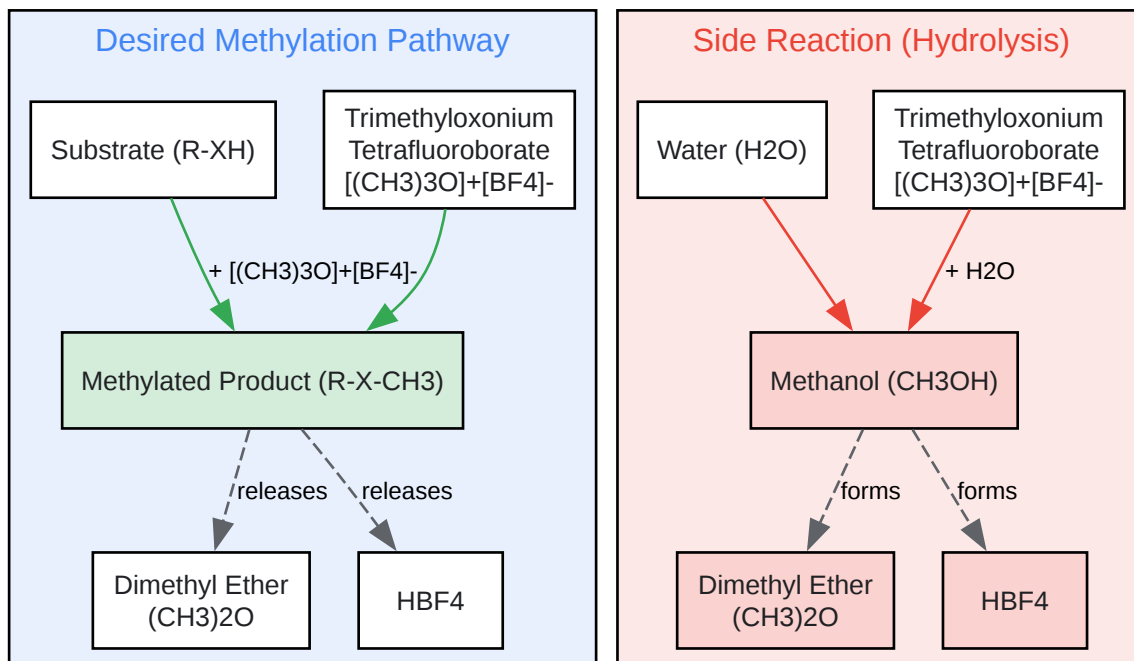 Desired Methylation Pathway
Substrate (R-XH)
Trimethyloxonium
Tetrafluoroborate
[(CH3)3O]+[BF4]-
+ [(CH3)3O]+[BF4]-
Methylated Product (R-X-CH3)
releases
releases
Dimethyl Ether
(CH3)2O
HBF4
Side Reaction (Hydrolysis)
Water (H2O)
Trimethyloxonium
Tetrafluoroborate
[(CH3)3O]+[BF4]-
+ H2O
Methanol (CH3OH)
forms
forms
Dimethyl Ether
(CH3)2O
HBF4